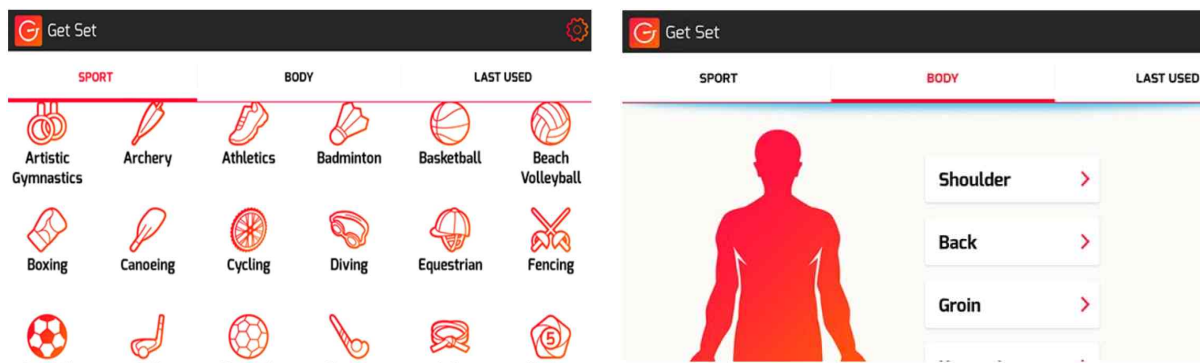 Get Set
SPORT BODY LAST USED
Artistic Gymnastics
Archery
Athletics
Badminton
Basketball
Beach Volleyball
Boxing
Canoeing
Cycling
Diving
Equestrian
Fencing
5
Get Set
SPORT BODY LAST USED
Shoulder
Back
Groin